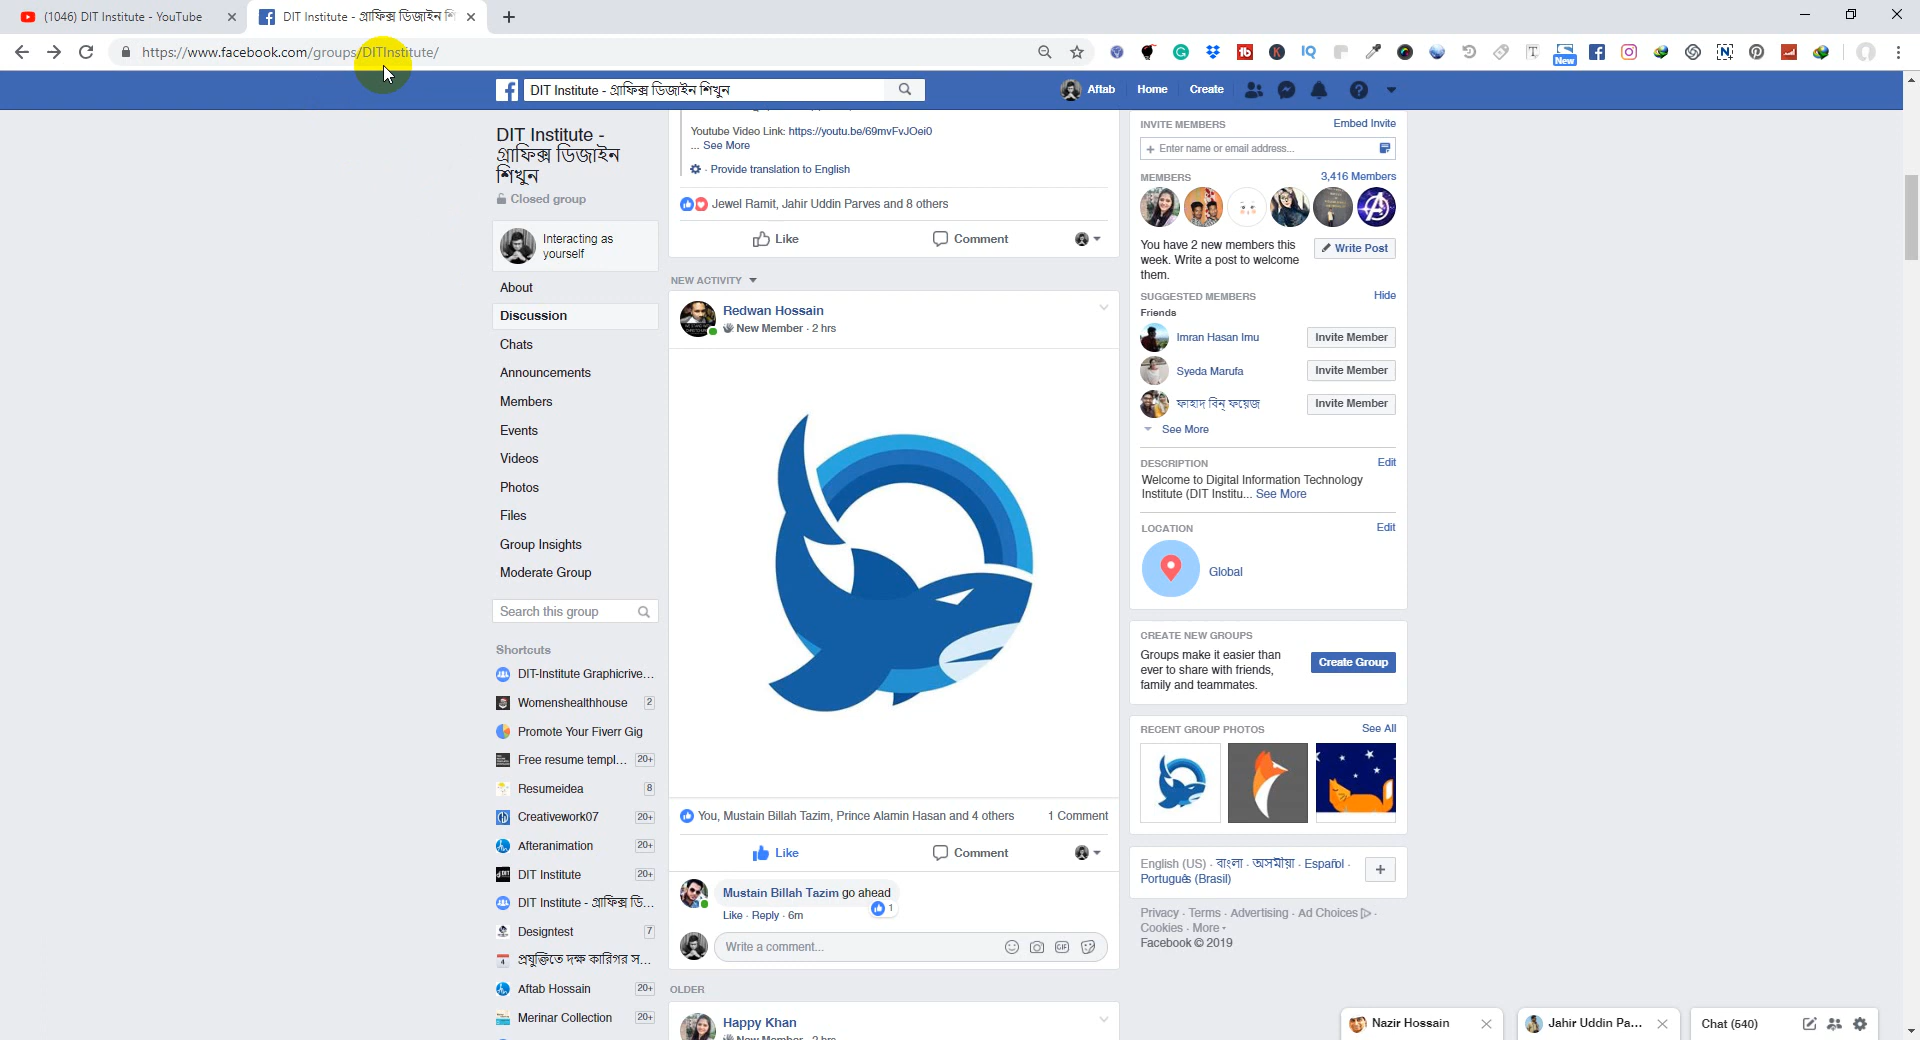 (1046) DIT Institute - YouTube
DIT Institute - গ্রাফিক্স ডিজাইন শি
https://www.facebook.com/groups/DITInstitute/
New
DIT Institute - গ্রাফিক্স ডিজাইন শিখুন
Aftab
Home
Create
DIT Institute -
গ্রাফিক্স ডিজাইন
শিখুন
Closed group
Interacting as
yourself
About
Discussion
Chats
Announcements
Members
Events
Videos
Photos
Files
Group Insights
Moderate Group
Search this group
Shortcuts
DIT-Institute Graphicrive...
Womenshealthhouse 2
Promote Your Fiverr Gig
Free resume templ... 20+
Resumeidea 8
Creativework07 20+
Afteranimation 20+
DIT Institute 20+
DIT Institute - গ্রাফিক্স ডি...
Designtest 7
প্রযুক্তিতে দক্ষ কারিগর স...
Aftab Hossain 20+
Merinar Collection 20+
Youtube Video Link: https://youtu.be/69mvFvJOei0
... See More
· Provide translation to English
Jewel Ramit, Jahir Uddin Parves and 8 others
Like
Comment
NEW ACTIVITY
Redwan Hossain
New Member · 2 hrs
You, Mustain Billah Tazim, Prince Alamin Hasan and 4 others
1 Comment
Like
Comment
Mustain Billah Tazim go ahead
Like · Reply · 6m
1
Write a comment...
GIF
OLDER
Happy Khan
New Member · 2 hrs
INVITE MEMBERS
Embed Invite
+ Enter name or email address...
MEMBERS
3,416 Members
You have 2 new members this
week. Write a post to welcome
them.
Write Post
SUGGESTED MEMBERS
Hide
Friends
Imran Hasan Imu
Invite Member
Syeda Marufa
Invite Member
ফাহাদ বিন্ ফয়েজ
Invite Member
See More
DESCRIPTION
Edit
Welcome to Digital Information Technology
Institute (DIT Institu... See More
LOCATION
Edit
Global
CREATE NEW GROUPS
Groups make it easier than
ever to share with friends,
family and teammates.
Create Group
RECENT GROUP PHOTOS
See All
English (US) · বাংলা · অসমীয়া · Español ·
Português (Brasil)
Privacy · Terms · Advertising · Ad Choices ·
Cookies · More
Facebook © 2019
Nazir Hossain
Jahir Uddin Pa...
Chat (540)